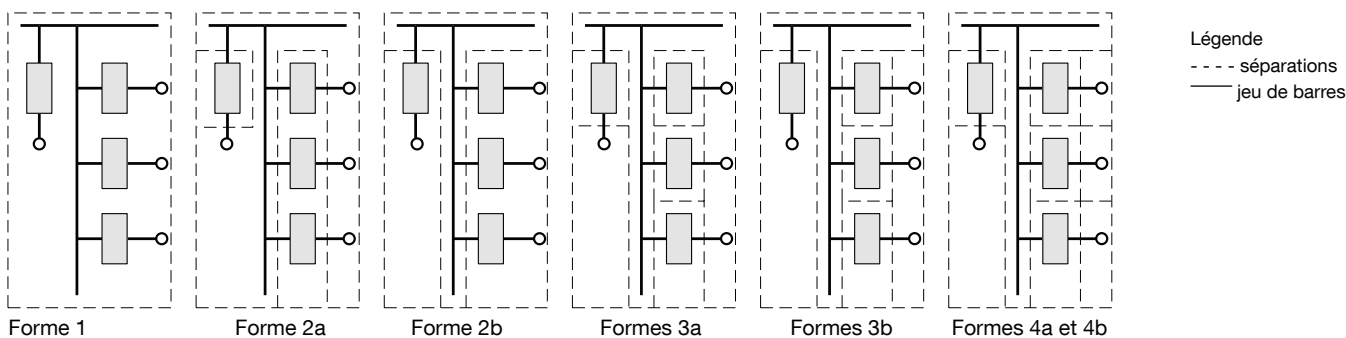 Légende
- - - - séparations
jeu de barres
Forme 1
Forme 2a
Forme 2b
Formes 3a
Formes 3b
Formes 4a et 4b